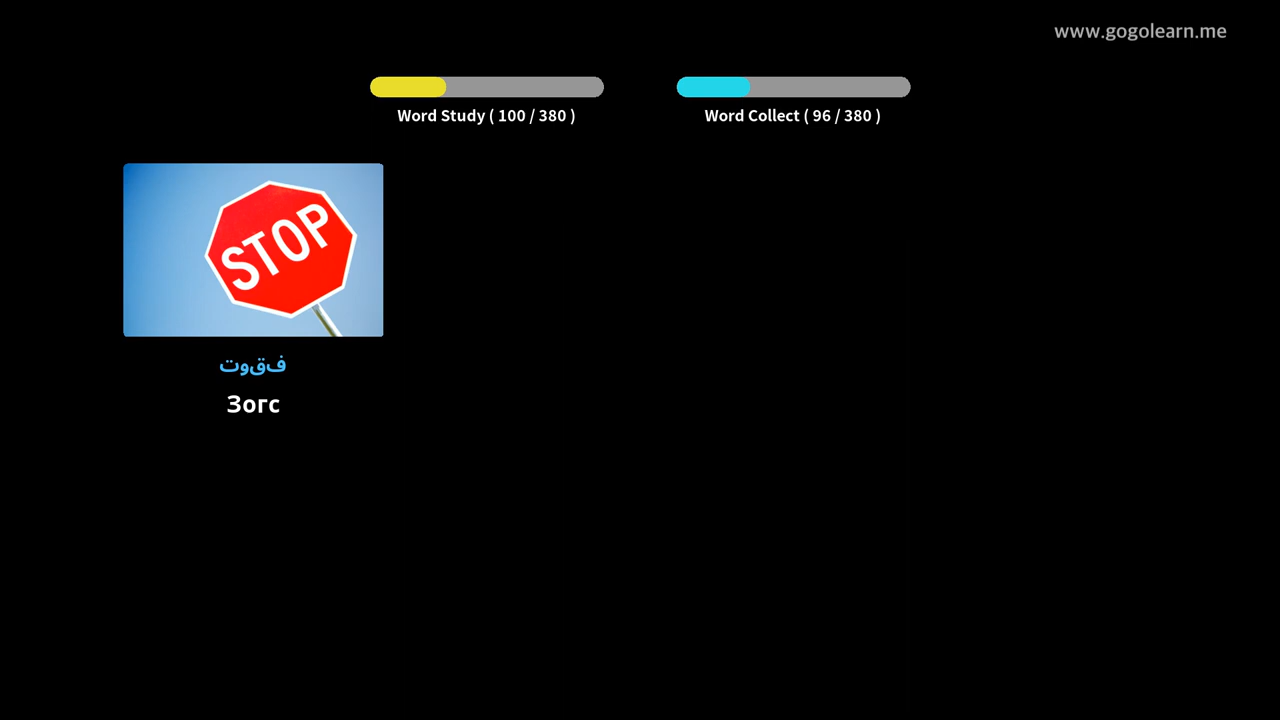 www.gogolearn.me
Word Study ( 100 / 380 )
Word Collect ( 96 / 380 )
STOP
فقوت
Зогс